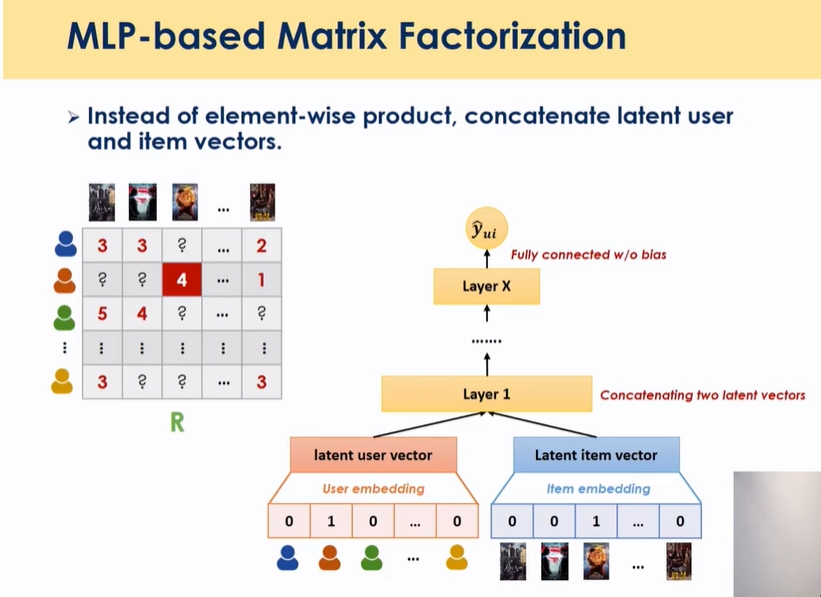 MLP-based Matrix Factorization
➢ Instead of element-wise product, concatenate latent user
and item vectors.
...
3 3 ? ... 2
? ? 4 ... 1
5 4 ? ... ?
⋮ ⋮ ⋮ ⋮ ⋮ ⋮
3 ? ? ... 3
R
ŷui
Fully connected w/o bias
Layer X
.......
Layer 1
Concatenating two latent vectors
latent user vector
Latent item vector
User embedding
Item embedding
0 1 0 ... 0
0 0 1 ... 0
...
...